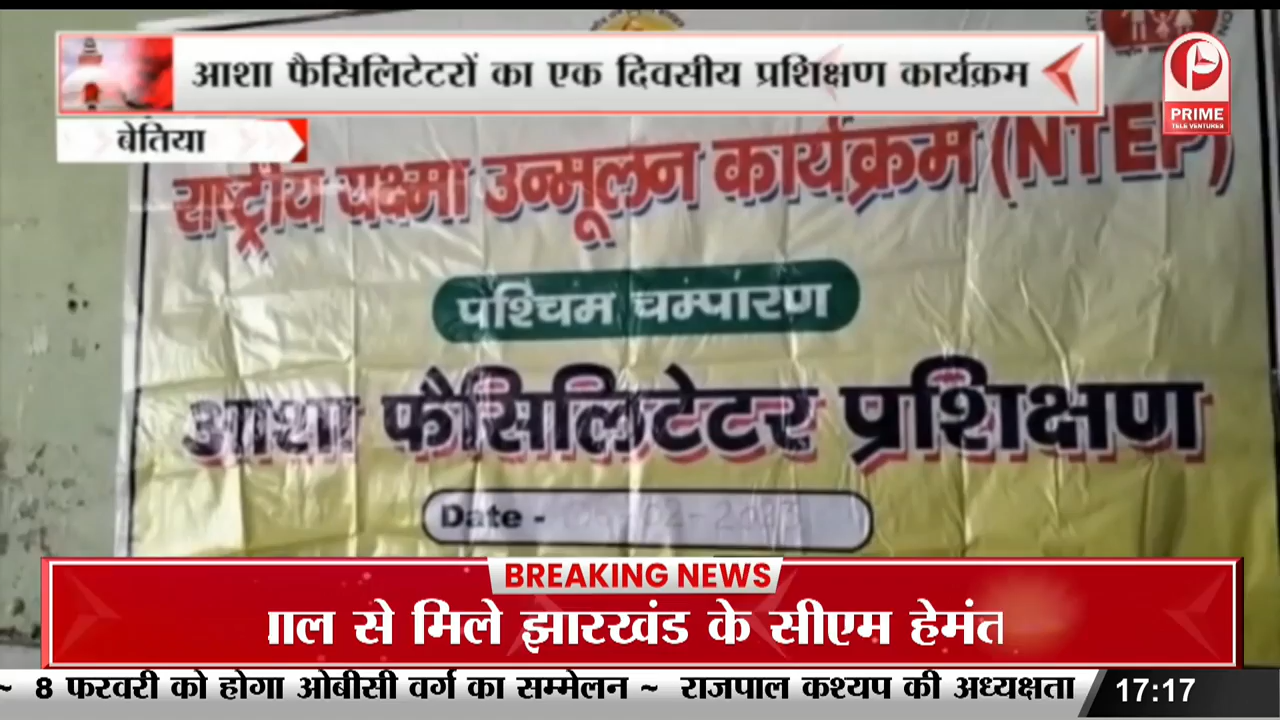 आशा फैसिलिटेटरों का एक दिवसीय प्रशिक्षण कार्यक्रम
PRIME
TELE VENTURES
बेतिया
राष्ट्रीय यक्ष्मा उन्मूलन कार्यक्रम (NTEP)
पश्चिम चम्पारण
आशा फैसिलिटेटर प्रशिक्षण
Date -
BREAKING NEWS
से मिले झारखंड के सीएम हेमंत
~ 8 फरवरी को होगा ओबीसी वर्ग का सम्मेलन ~ राजपाल कश्यप की अध्यक्षता
17:17